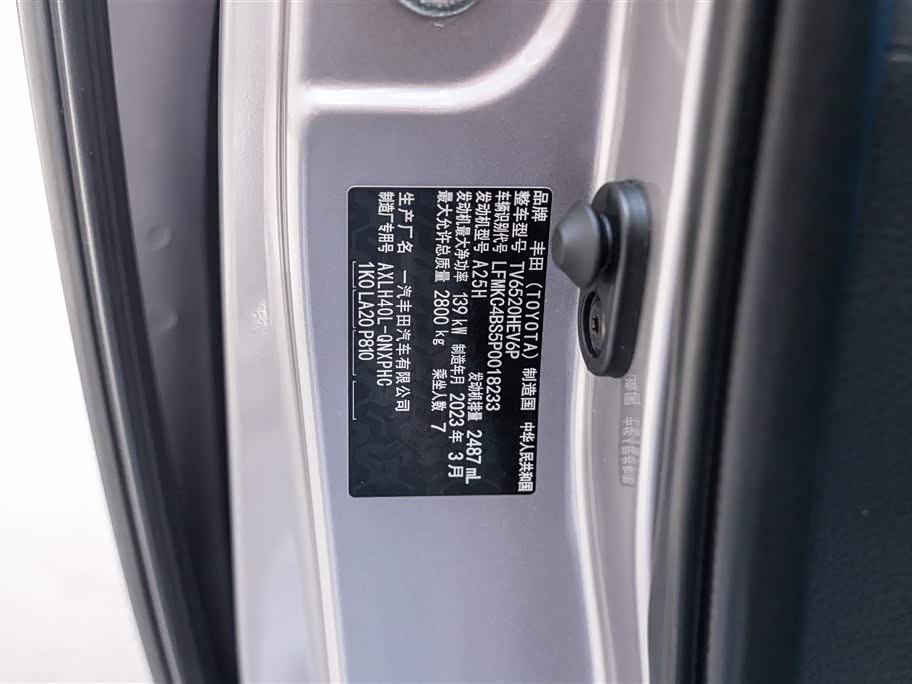 品牌 丰田 (TOYOTA) 制造国 中华人民共和国
整车型号 TV6520HEV6P
车辆识别代号 LFMKC4BS5P0018233
发动机型号 A25H 发动机排量 2487 mL
发动机最大净功率 139 kW 制造年月 2023年 3月
最大允许总质量 2800 kg 乘坐人数 7
生产厂名 一汽丰田汽车有限公司
制造厂专用号 AXLH40L-QNXPHC
1K0 LA20 P810